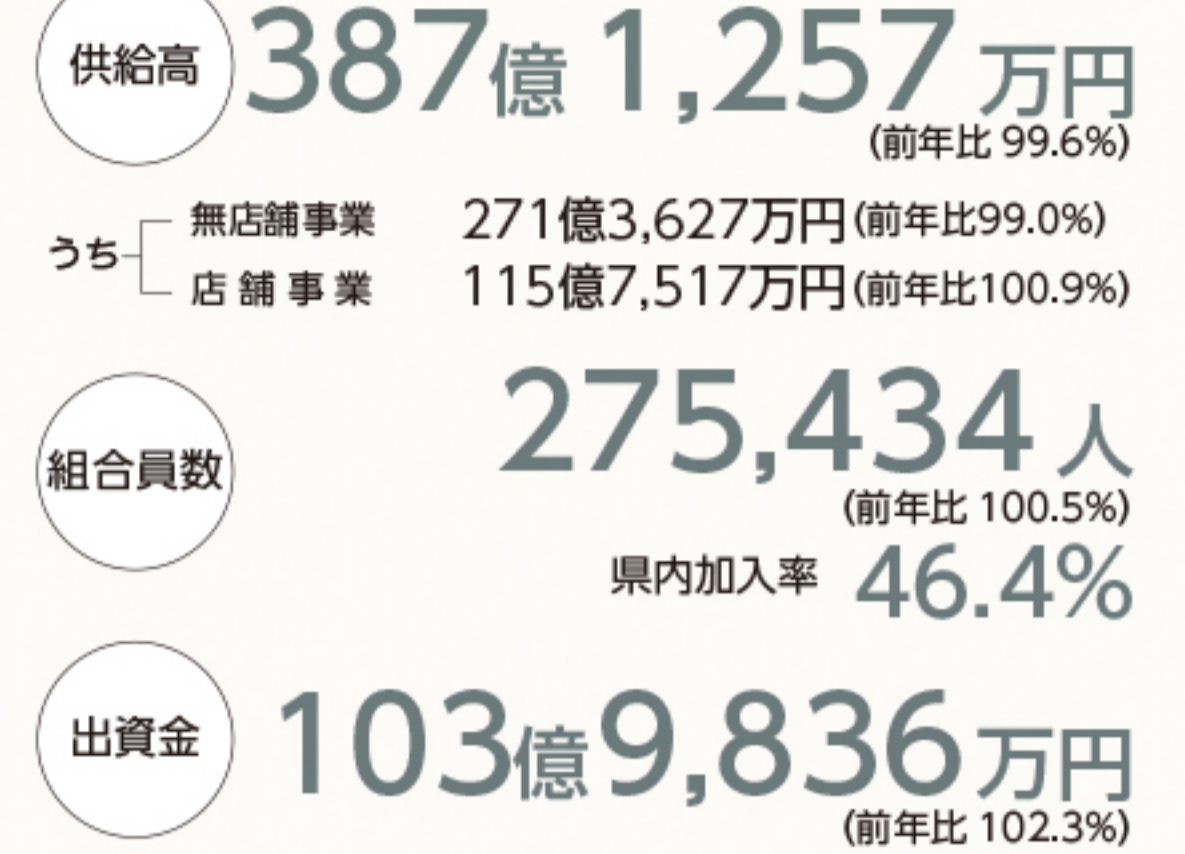 供給高 387億 1,257万円
(前年比 99.6%)
うち
無店舗事業 271億3,627万円(前年比99.0%)
店舗事業 115億7,517万円(前年比100.9%)
組合員数 275,434人
(前年比 100.5%)
県内加入率 46.4%
出資金 103億9,836万円
(前年比 102.3%)